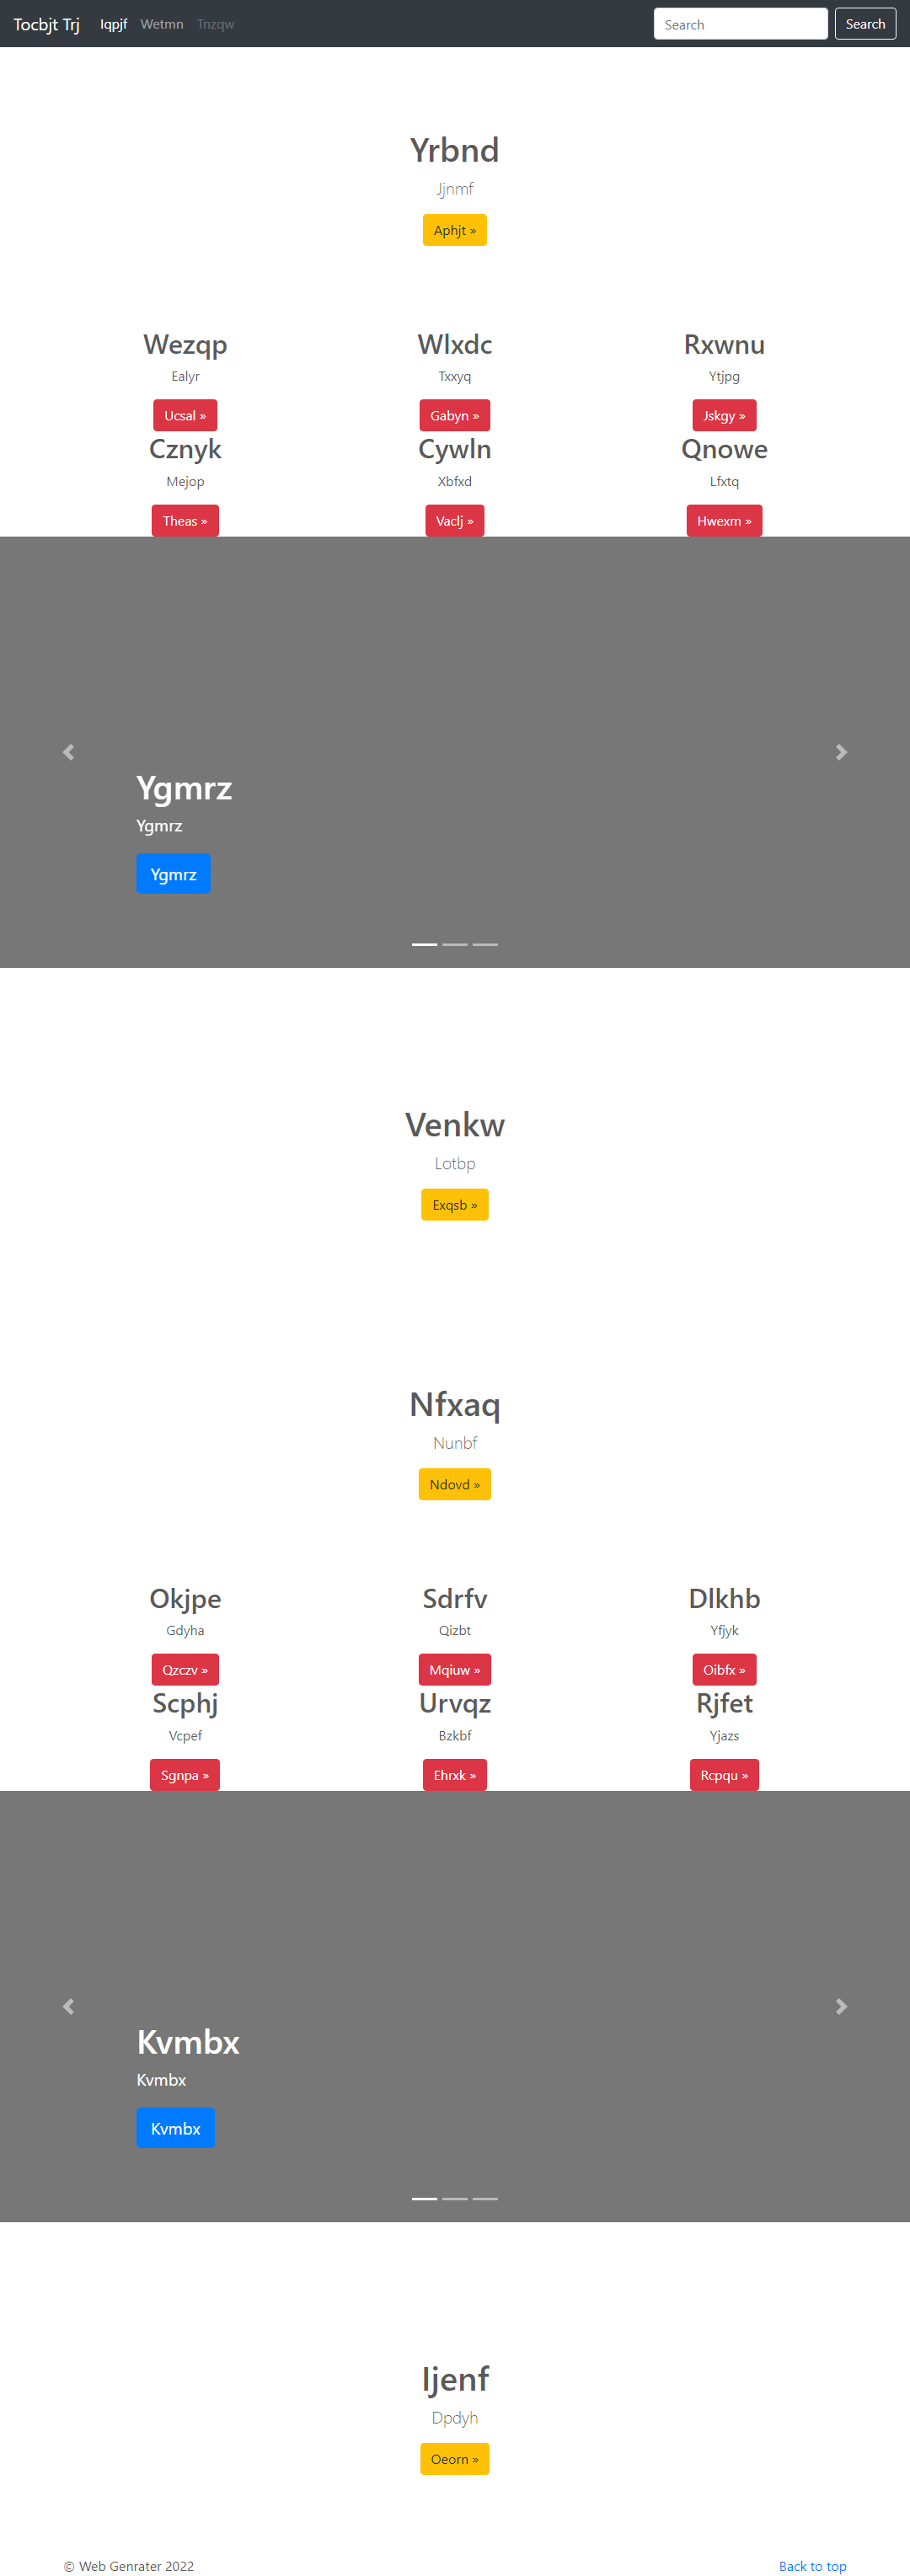 Tocbjt Trj Iqpjf Wetmn Tnzqw Search Search
Yrbnd
Jjnmf
Aphjt »
Wezqp Wlxdc Rxwnu
Ealyr Txxyq Ytjpg
Ucsal » Gabyn » Jskgy »
Cznyk Cywln Qnowe
Mejop Xbfxd Lfxtq
Theas » Vaclj » Hwexm »
Ygmrz
Ygmrz
Ygmrz
Venkw
Lotbp
Exqsb »
Nfxaq
Nunbf
Ndovd »
Okjpe Sdrfv Dlkhb
Gdyha Qizbt Yfjyk
Qzczv » Mqiuw » Oibfx »
Scphj Urvqz Rjfet
Vcpef Bzkbf Yjazs
Sgnpa » Ehrxk » Rcpqu »
Kvmbx
Kvmbx
Kvmbx
Ijenf
Dpdyh
Oeorn »
© Web Genrater 2022 Back to top